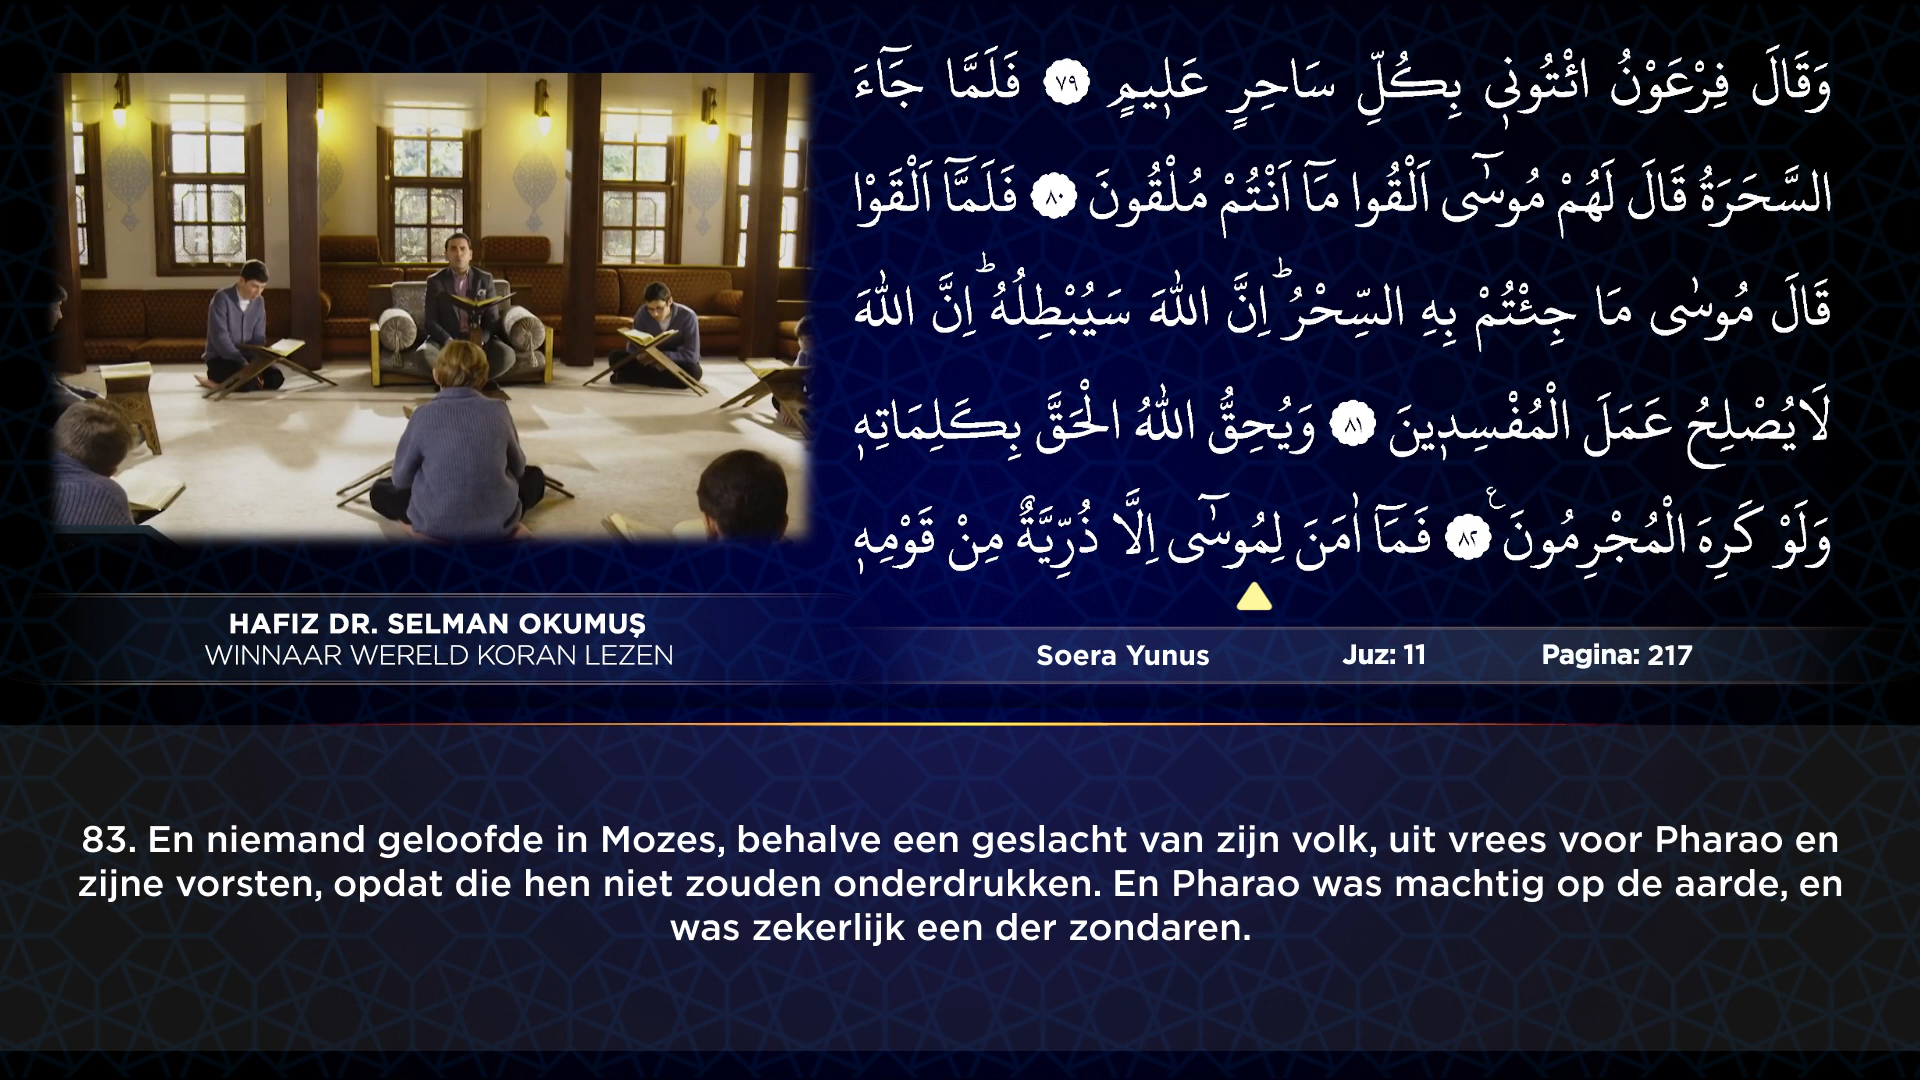 وَقَالَ فِرْعَوْنُ ائْتُونٖي بِكُلِّ سَاحِرٍ عَلٖيمٍ ٧٩ فَلَمَّا جَٓاءَ
السَّحَرَةُ قَالَ لَهُمْ مُوسٰٓى اَلْقُوا مَٓا اَنْتُمْ مُلْقُونَ ٨٠ فَلَمَّٓا اَلْقَوْا
قَالَ مُوسٰى مَا جِئْتُمْ بِهِ السِّحْرُؕ اِنَّ اللّٰهَ سَيُبْطِلُهُؕ اِنَّ اللّٰهَ
لَا يُصْلِحُ عَمَلَ الْمُفْسِدٖينَ ٨١ وَيُحِقُّ اللّٰهُ الْحَقَّ بِكَلِمَاتِهٖ
وَلَوْ كَرِهَ الْمُجْرِمُونَ ع ٨٢ فَمَٓا اٰمَنَ لِمُوسٰٓى اِلَّا ذُرِّيَّةٌ مِنْ قَوْمِهٖ
HAFIZ DR. SELMAN OKUMUŞ
WINNAAR WERELD KORAN LEZEN
Soera Yunus Juz: 11 Pagina: 217
83. En niemand geloofde in Mozes, behalve een geslacht van zijn volk, uit vrees voor Pharao en
zijne vorsten, opdat die hen niet zouden onderdrukken. En Pharao was machtig op de aarde, en
was zekerlijk een der zondaren.